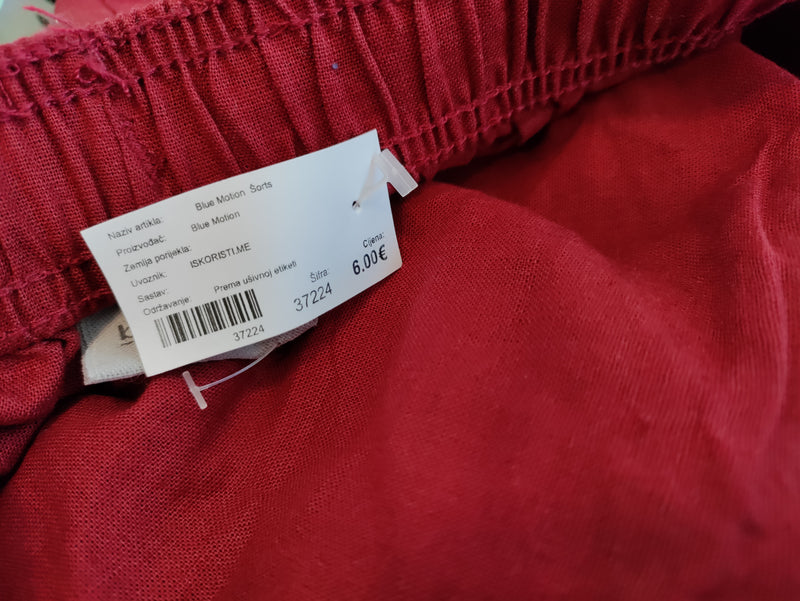 Naziv artikla: Blue Motion Šorts
Proizvođač: Blue Motion
Zemlja porijekla:
Uvoznik: ISKORISTI.ME
Sastav:
Održavanje: Prema ušivnoj etiketi
37224
Šifra:
37224
Cijena:
6.00€